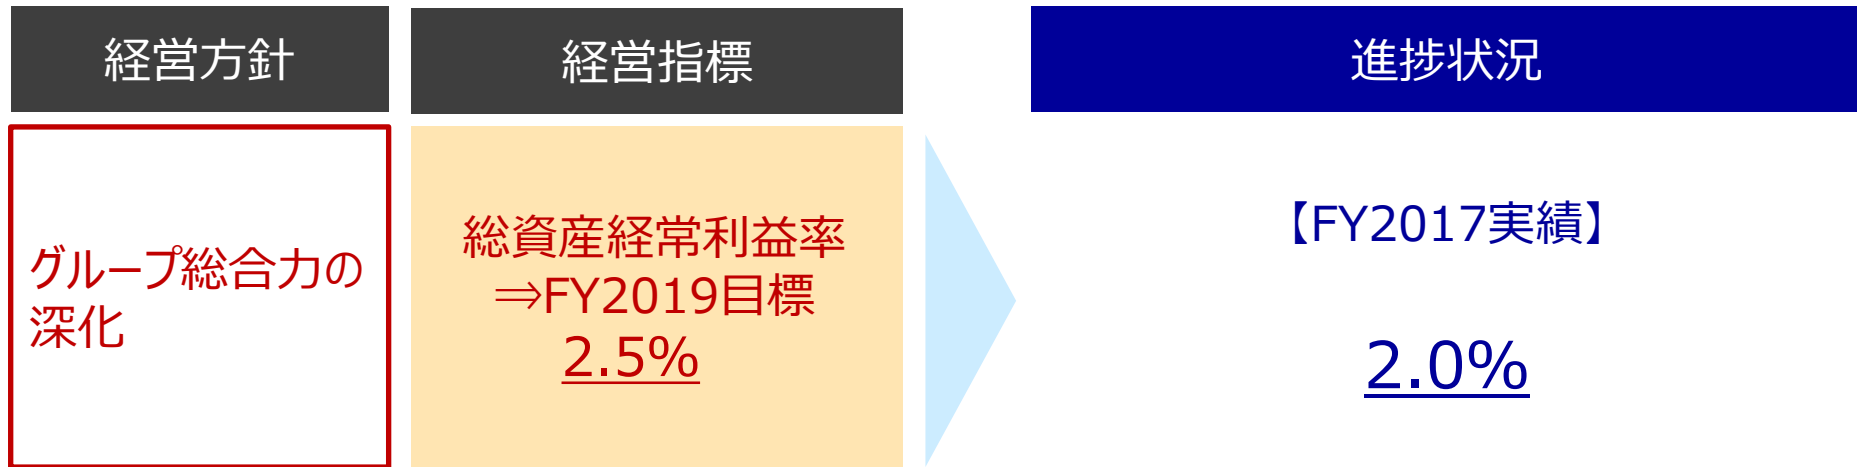 経営方針
経営指標
進捗状況
グループ総合力の
深化
総資産経常利益率
⇒FY2019目標
2.5%
【FY2017実績】
2.0%